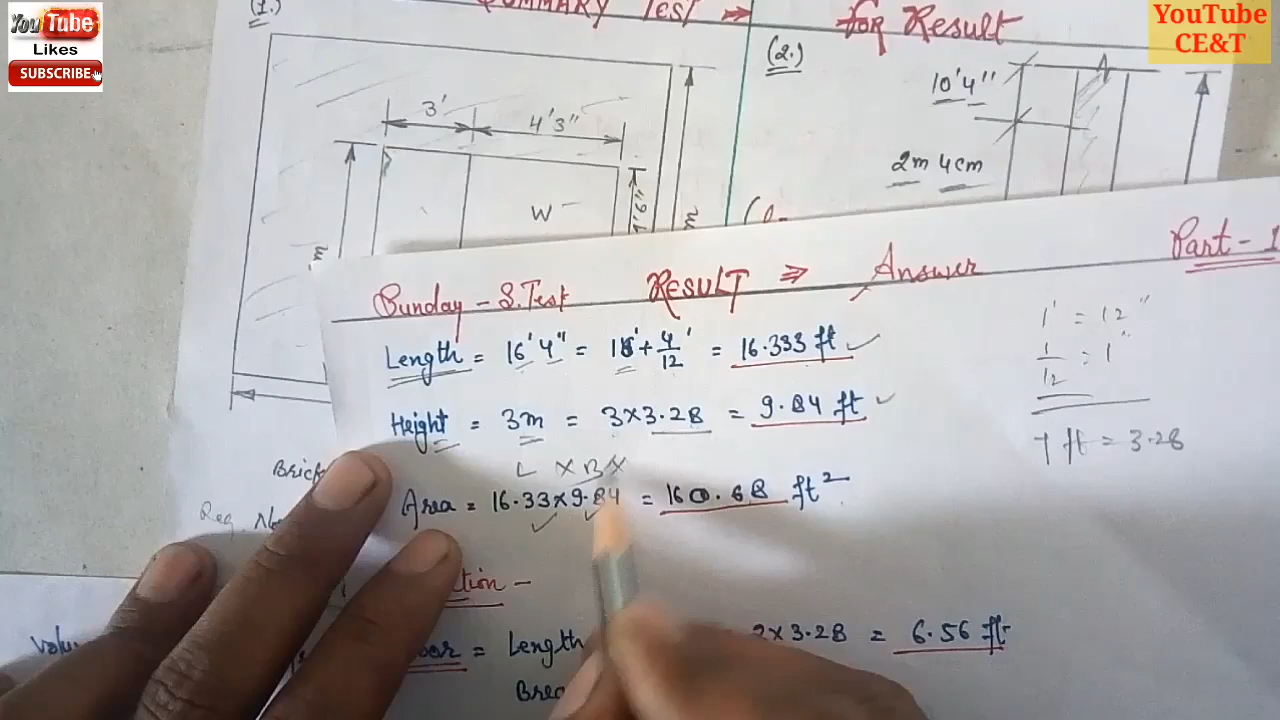 YouTube
Likes
SUBSCRIBE
YouTube
CE&T
(1.) SUMMARY Test ⇒ for Result
(2.)
3' 4'3"
10'4"
2m 4cm
W
m
m
Sunday - S.Test RESULT ⇒ Answer Part - 1
Length = 16' 4" = 16' + 4/12' = 16.333 ft ✓
1' = 12"
1/12 = 1"
Height = 3m = 3×3.28 = 9.84 ft ✓
1 ft = 3.28
L × B ×
Area = 16.33×9.84 = 160.68 ft²
= Length 2×3.28 = 6.56 ft